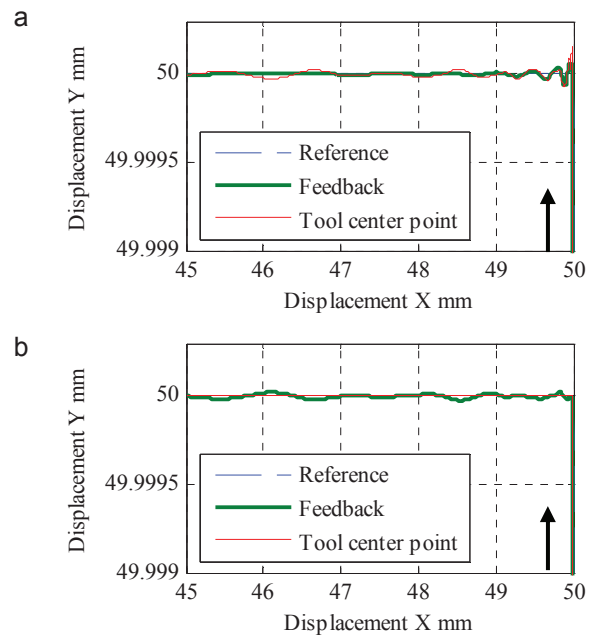 a
Displacement Y mm
50
49.9995
49.999
Reference
Feedback
Tool center point
45 46 47 48 49 50
Displacement X mm
b
Displacement Y mm
50
49.9995
49.999
Reference
Feedback
Tool center point
45 46 47 48 49 50
Displacement X mm